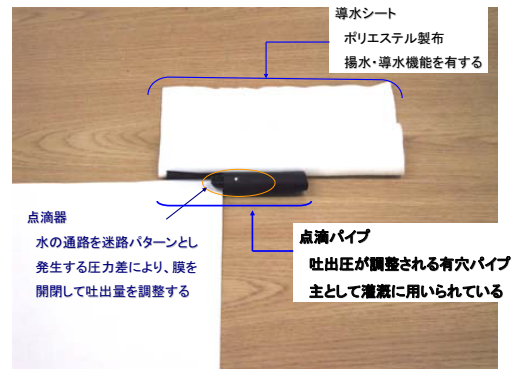 導水シート
ポリエステル製布
揚水・導水機能を有する
点滴器
水の通路を迷路パターンとし
発生する圧力差により、膜を
開閉して吐出量を調整する
点滴パイプ
吐出圧が調整される有穴パイプ
主として灌漑に用いられている